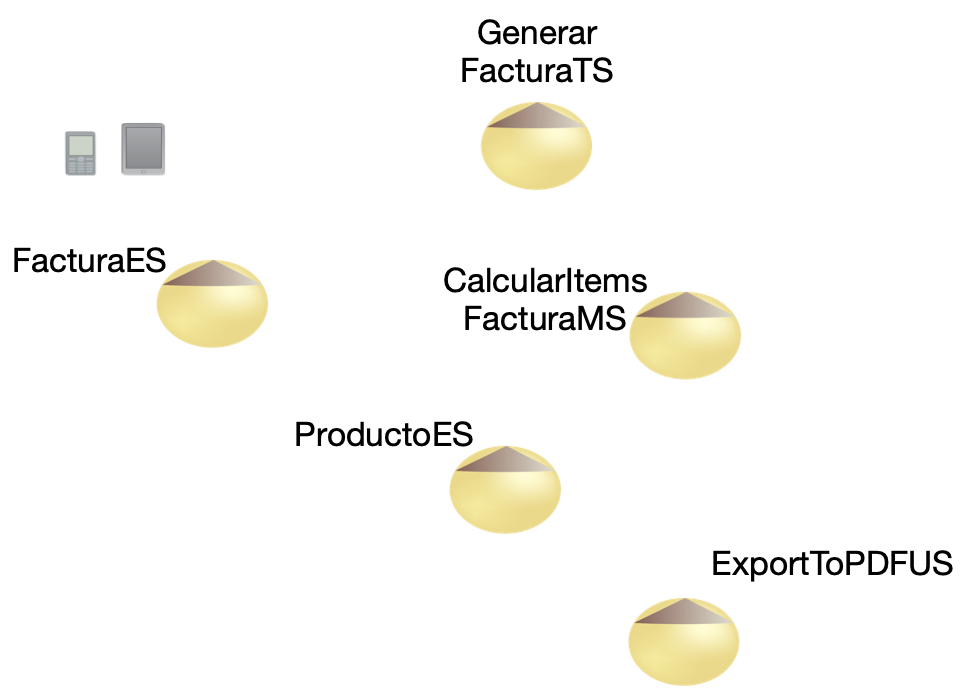 Generar
FacturaTS
FacturaES
CalcularItems
FacturaMS
ProductoES
ExportToPDFUS